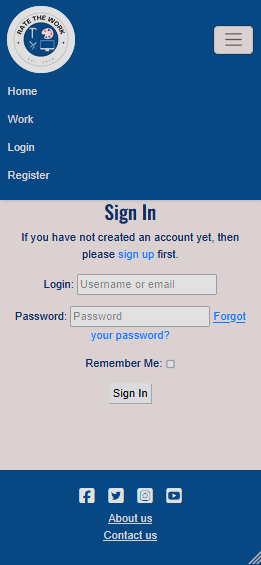 RATE THE WORK
Home
Work
Login
Register
Sign In
If you have not created an account yet, then
please sign up first.
Login: Username or email
Password: Password Forgot
your password?
Remember Me:
Sign In
About us
Contact us